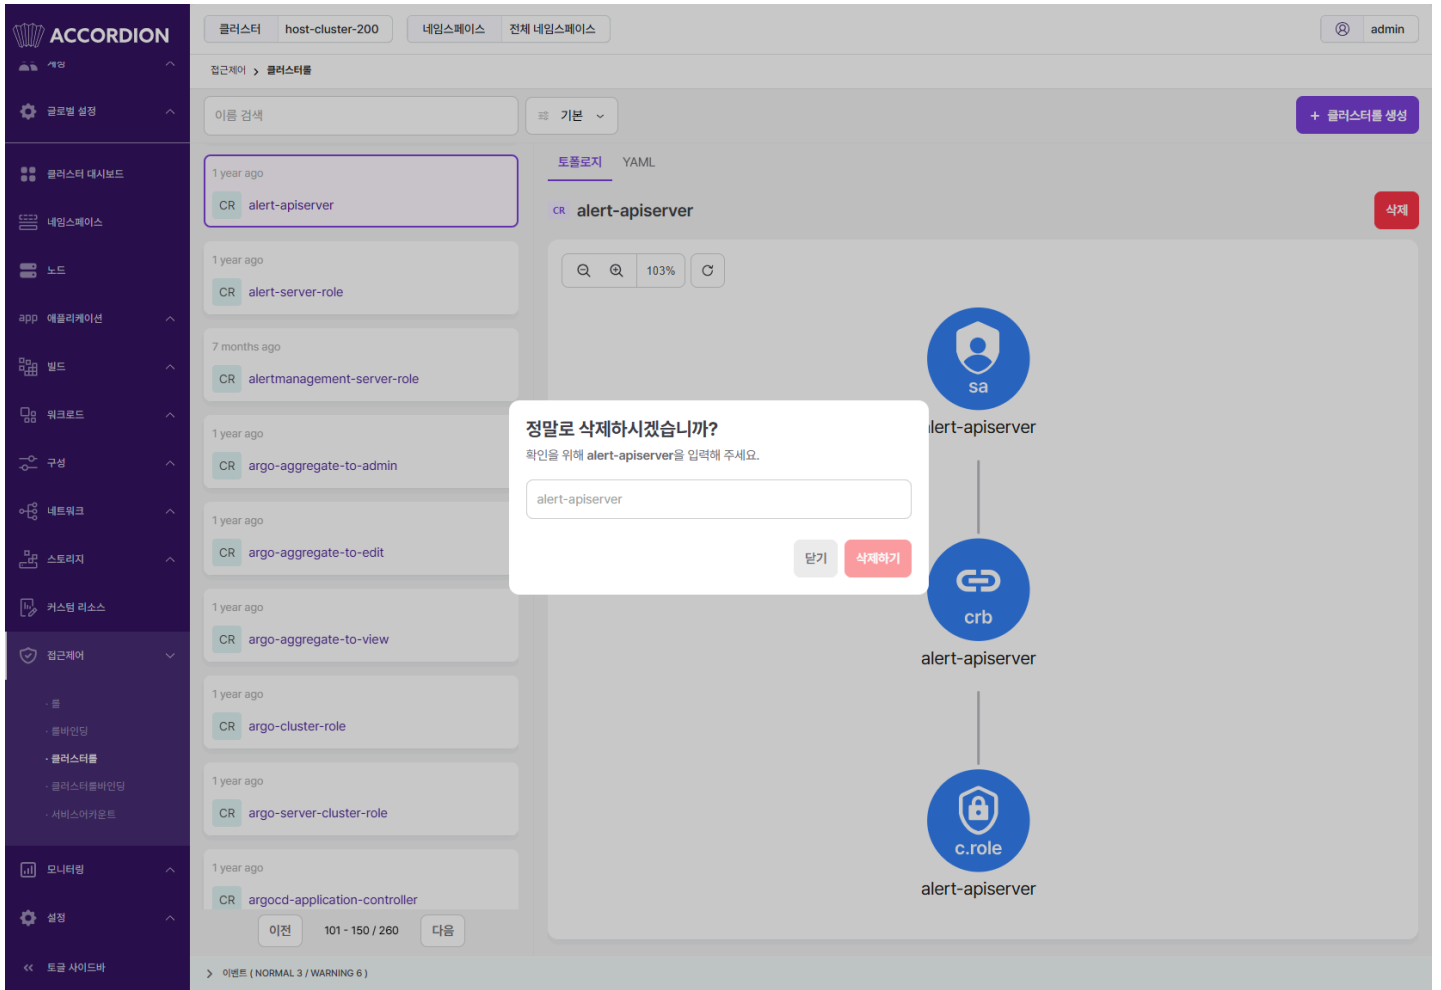 ACCORDION
클러스터 host-cluster-200
네임스페이스 전체 네임스페이스
admin
접근제어 > 클러스터롤
글로벌 설정
클러스터 대시보드
네임스페이스
노드
app 애플리케이션
빌드
워크로드
구성
네트워크
스토리지
커스텀 리소스
접근제어
· 롤
· 롤바인딩
· 클러스터롤
· 클러스터롤바인딩
· 서비스어카운트
모니터링
설정
토글 사이드바
이름 검색
기본
+ 클러스터롤 생성
1 year ago
CR alert-apiserver
1 year ago
CR alert-server-role
7 months ago
CR alertmanagement-server-role
1 year ago
CR argo-aggregate-to-admin
1 year ago
CR argo-aggregate-to-edit
1 year ago
CR argo-aggregate-to-view
1 year ago
CR argo-cluster-role
1 year ago
CR argo-server-cluster-role
1 year ago
CR argocd-application-controller
이전 101 - 150 / 260 다음
토폴로지 YAML
CR alert-apiserver
삭제
103%
sa
lert-apiserver
crb
alert-apiserver
c.role
alert-apiserver
정말로 삭제하시겠습니까?
확인을 위해 alert-apiserver을 입력해 주세요.
alert-apiserver
닫기 삭제하기
이벤트 ( NORMAL 3 / WARNING 6 )